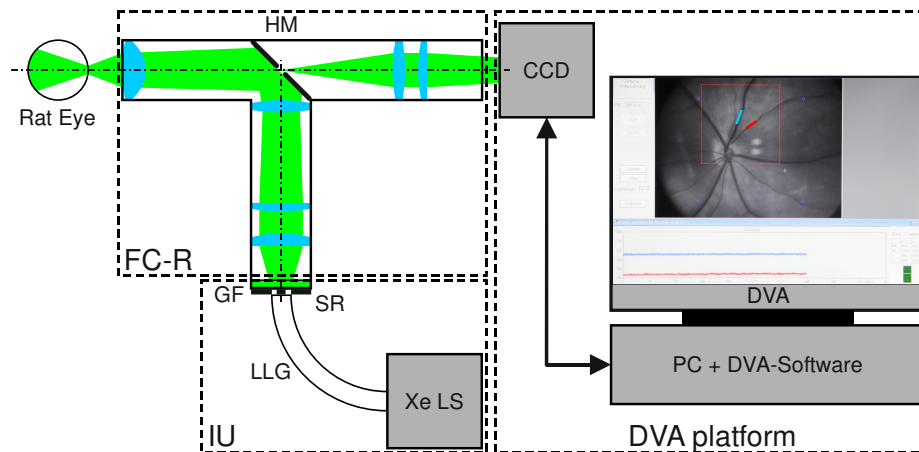 HM
Rat Eye
CCD
FC-R
GF
SR
LLG
Xe LS
IU
DVA
PC + DVA-Software
DVA platform